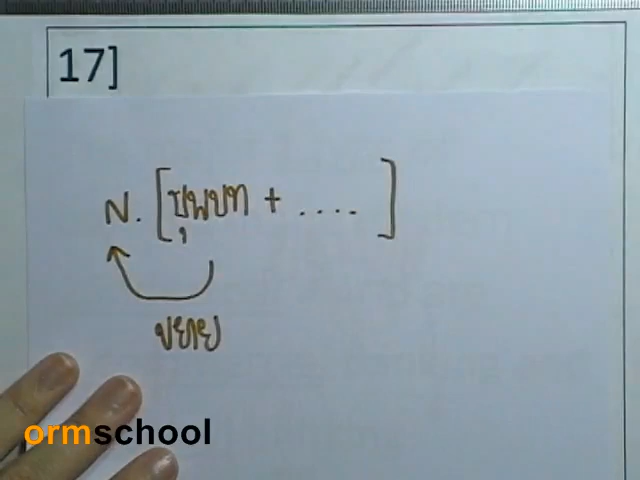 17]
N. [บุพบท + ....]
ขยาย
ormschool